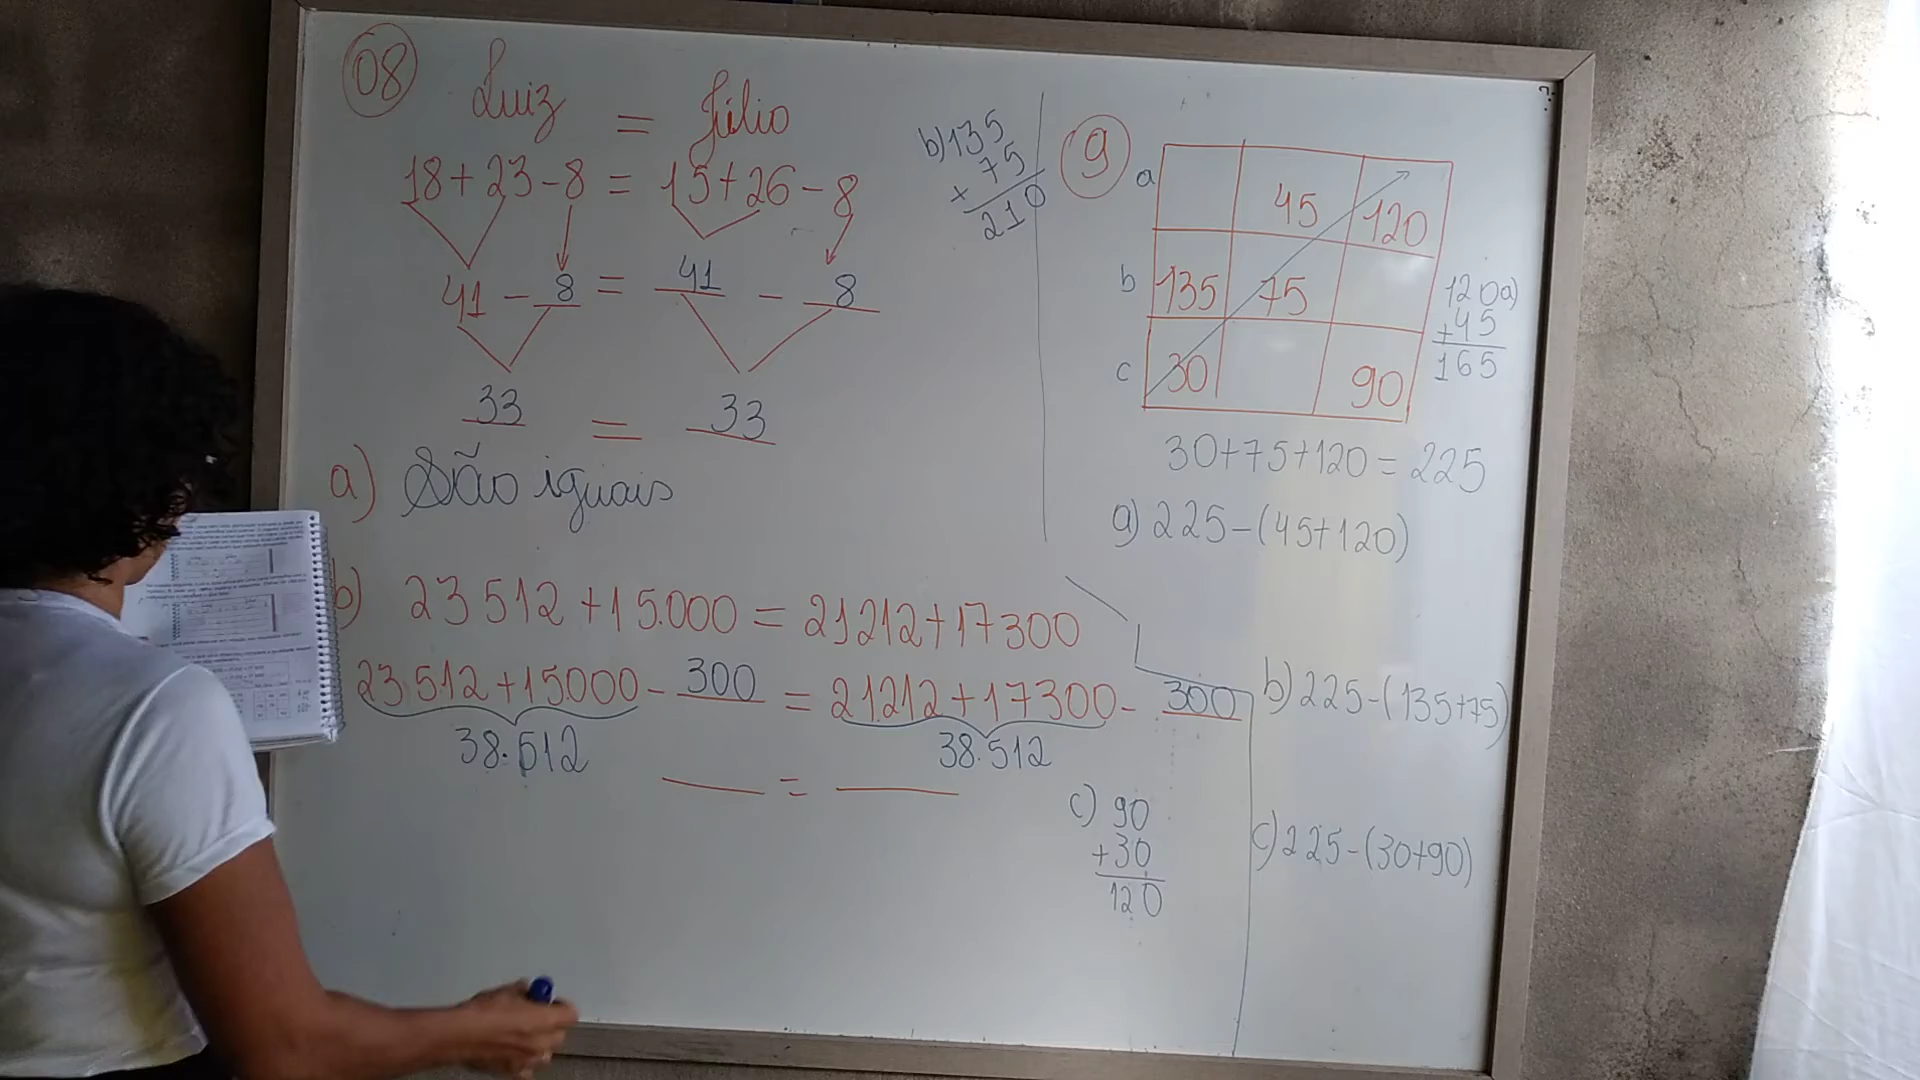 08
Luiz = Júlio
18+23-8 = 15+26-8
41 - 8 = 41 - 8
33 = 33
a) São iguais
b) 23 512 +15.000 = 21212+17300
23 512 +15000 - 300 = 21212 +17300 - 300
38.512 38.512
=
b) 135
+ 75
210
9
a 45 120
b 135 75
c 30 90
120 a)
+45
165
30+75+120 = 225
a) 225-(45+120)
b) 225-(135+75)
c) 90
+30
120
c) 225-(30+90)